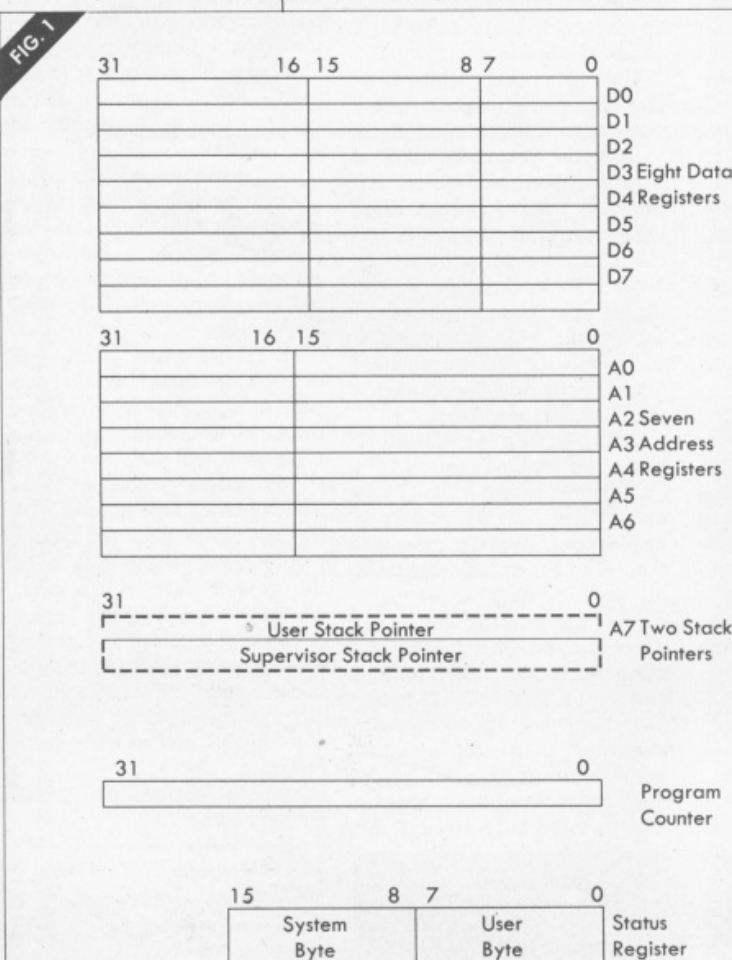 FIG. 1
31 16 15 8 7 0
D0
D1
D2
D3 Eight Data
D4 Registers
D5
D6
D7
31 16 15 0
A0
A1
A2 Seven
A3 Address
A4 Registers
A5
A6
31 0
User Stack Pointer A7 Two Stack
Supervisor Stack Pointer Pointers
31 0
Program
Counter
15 8 7 0
System User Status
Byte Byte Register